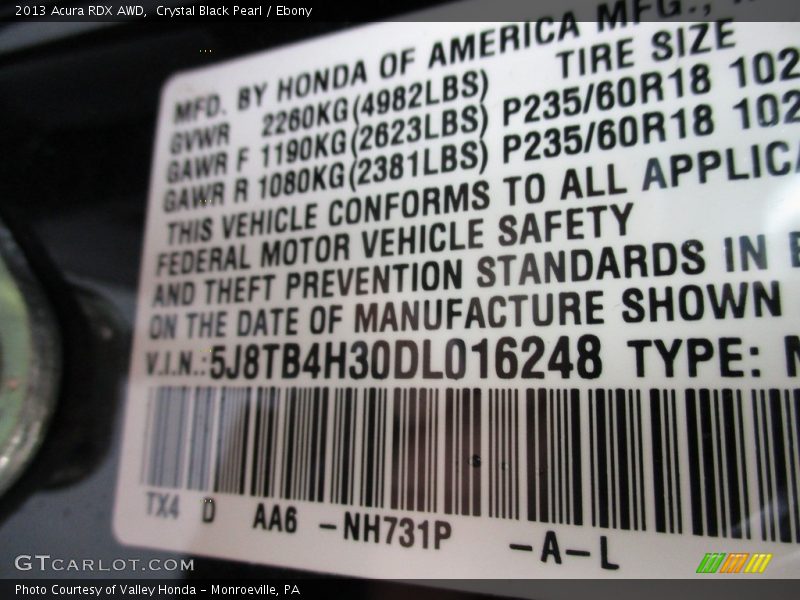 2013 Acura RDX AWD, Crystal Black Pearl / Ebony
MFD. BY HONDA OF AMERICA MFG.,
GVWR 2260KG(4982LBS) TIRE SIZE
GAWR F 1190KG(2623LBS) P235/60R18 102
GAWR R 1080KG(2381LBS) P235/60R18 102
THIS VEHICLE CONFORMS TO ALL APPLICA
FEDERAL MOTOR VEHICLE SAFETY
AND THEFT PREVENTION STANDARDS IN
ON THE DATE OF MANUFACTURE SHOWN
V.I.N.:5J8TB4H30DL016248 TYPE:
TX4 D AA6 -NH731P -A-L
GTCARLOT.COM
Photo Courtesy of Valley Honda - Monroeville, PA